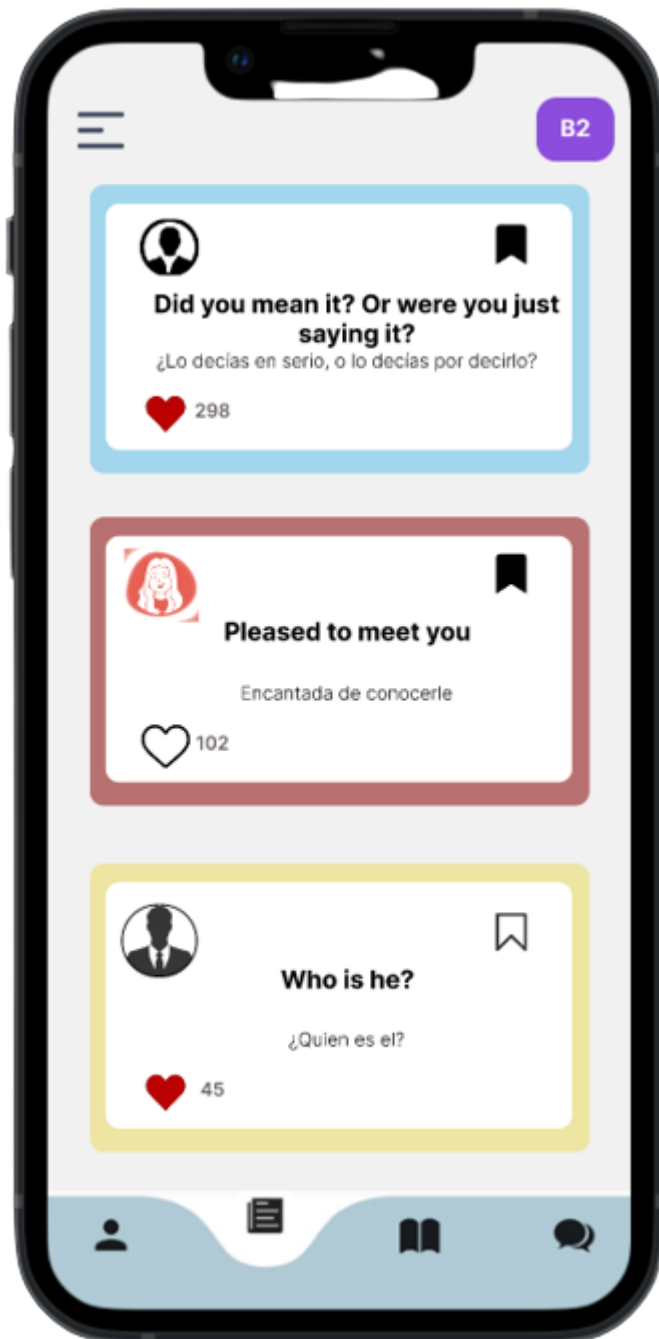 B2
Did you mean it? Or were you just
saying it?
¿Lo decías en serio, o lo decías por decirlo?
298
Pleased to meet you
Encantada de conocerle
102
Who is he?
¿Quien es el?
45